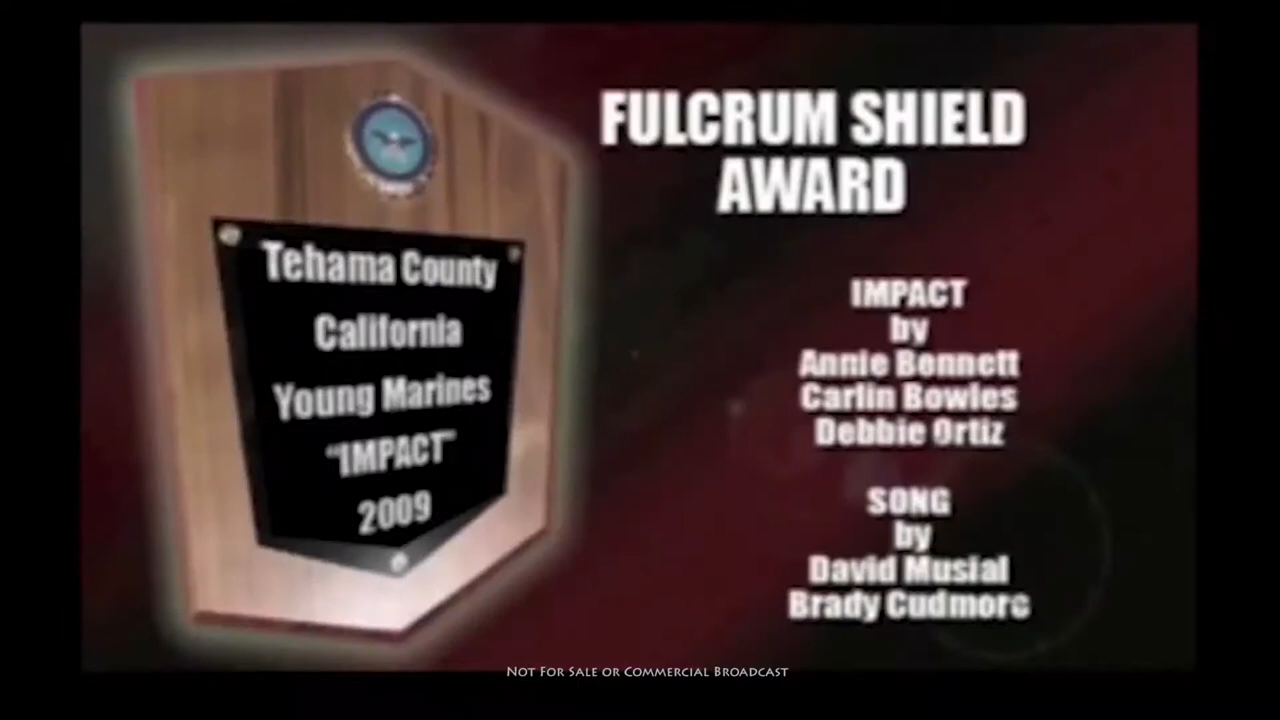 Tehama County
California
Young Marines
"IMPACT"
2009
FULCRUM SHIELD
AWARD
IMPACT
by
Annie Bennett
Carlin Bowles
Debbie Ortiz
SONG
by
David Musial
Brady Cudmore
NOT FOR SALE OR COMMERCIAL BROADCAST